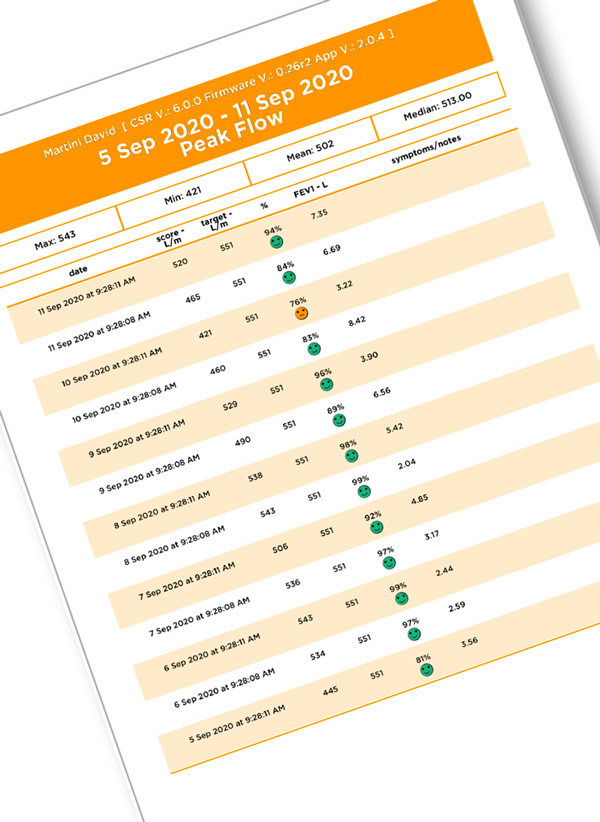 Martini David [ CSR V.: 6.0.0 Firmware V.: 0.26r2 App V.: 2.0.4 ]
5 Sep 2020 - 11 Sep 2020
Peak Flow
Max: 543 Min: 421 Mean: 502 Median: 513.00
date score - L/m target - L/m % FEV1 - L symptoms/notes
11 Sep 2020 at 9:28:11 AM 520 551 94% 7.35
11 Sep 2020 at 9:28:08 AM 465 551 84% 6.69
10 Sep 2020 at 9:28:11 AM 421 551 76% 3.22
10 Sep 2020 at 9:28:08 AM 460 551 83% 8.42
9 Sep 2020 at 9:28:11 AM 529 551 96% 3.90
9 Sep 2020 at 9:28:08 AM 490 551 89% 6.56
8 Sep 2020 at 9:28:11 AM 538 551 98% 5.42
8 Sep 2020 at 9:28:08 AM 543 551 99% 2.04
7 Sep 2020 at 9:28:11 AM 506 551 92% 4.85
7 Sep 2020 at 9:28:08 AM 536 551 97% 3.17
6 Sep 2020 at 9:28:11 AM 543 551 99% 2.44
6 Sep 2020 at 9:28:08 AM 534 551 97% 2.59
5 Sep 2020 at 9:28:11 AM 445 551 81% 3.56